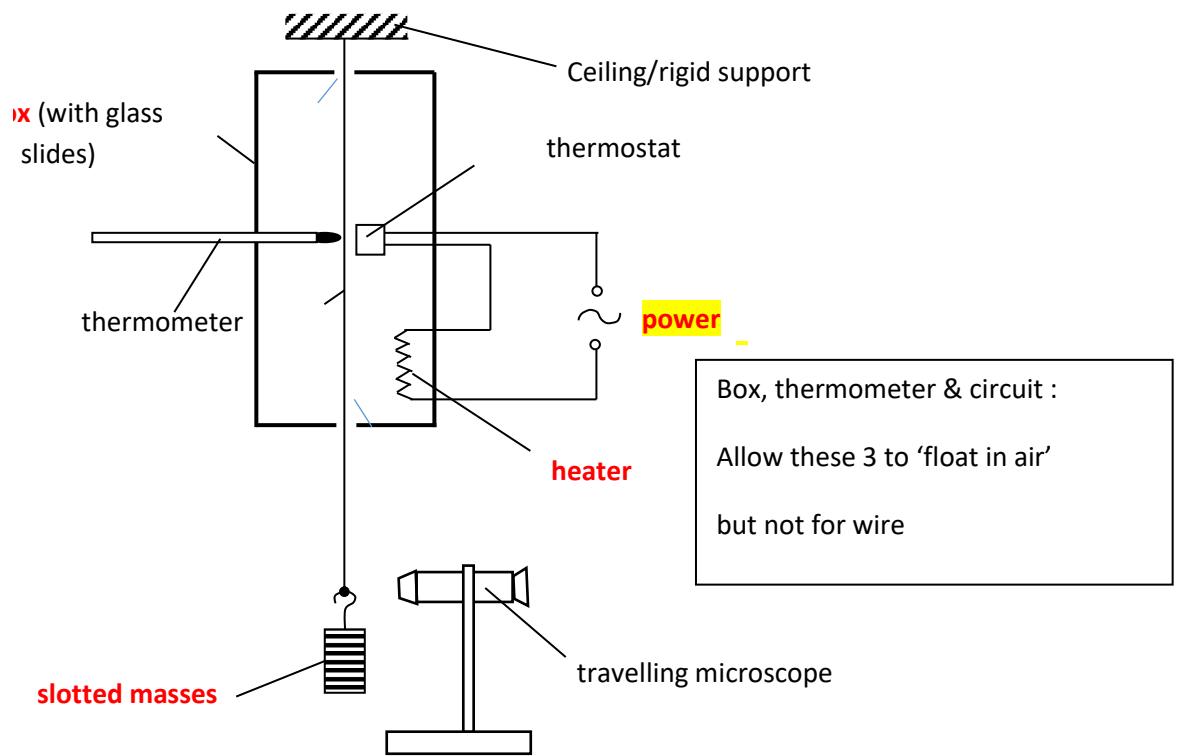 Ceiling/rigid support
(with glass
slides)
thermostat
thermometer
power
Box, thermometer & circuit :
Allow these 3 to ‘float in air’
but not for wire
heater
travelling microscope
slotted masses